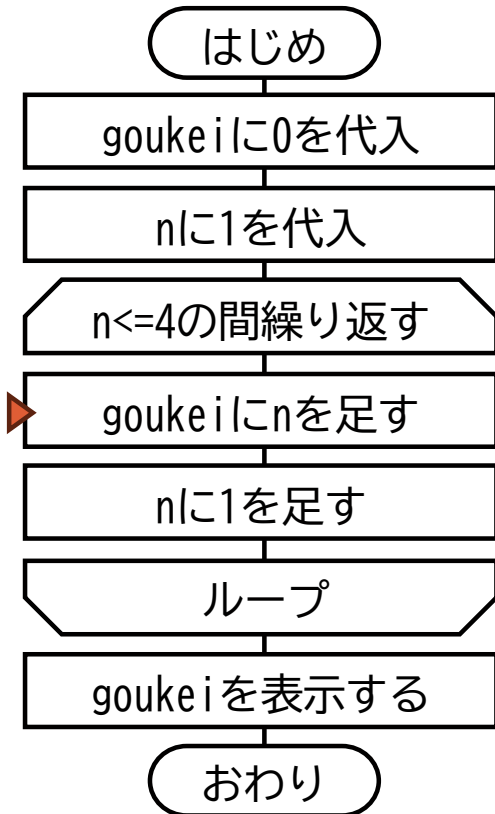 はじめ
goukeiに0を代入
nに1を代入
n<=4の間繰り返す
goukeiにnを足す
nに1を足す
ループ
goukeiを表示する
おわり